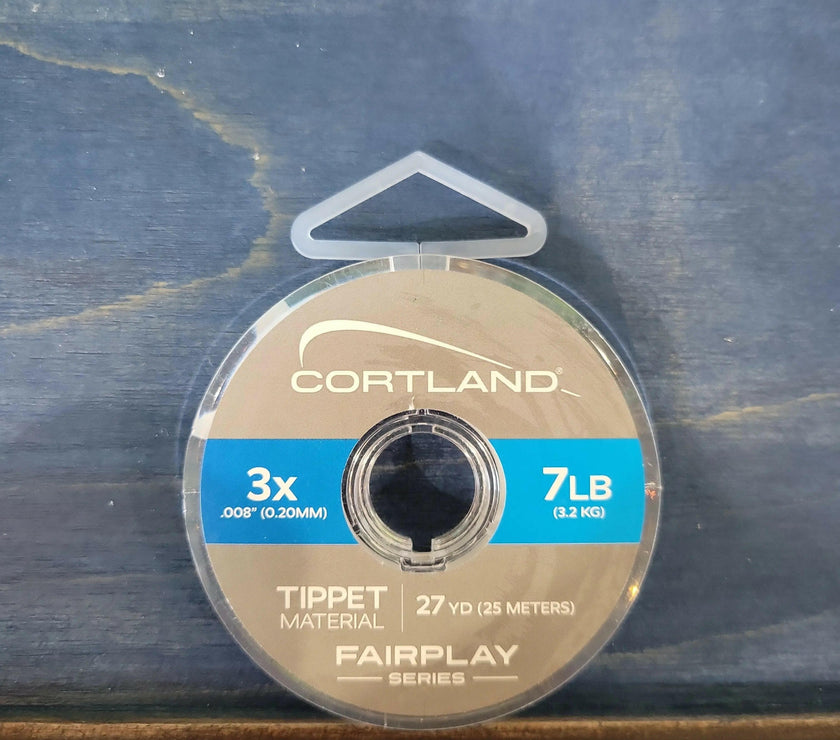 CORTLAND®
3X
.008" (0.20MM)
7LB
(3.2 KG)
TIPPET
MATERIAL
27 YD (25 METERS)
FAIRPLAY
SERIES